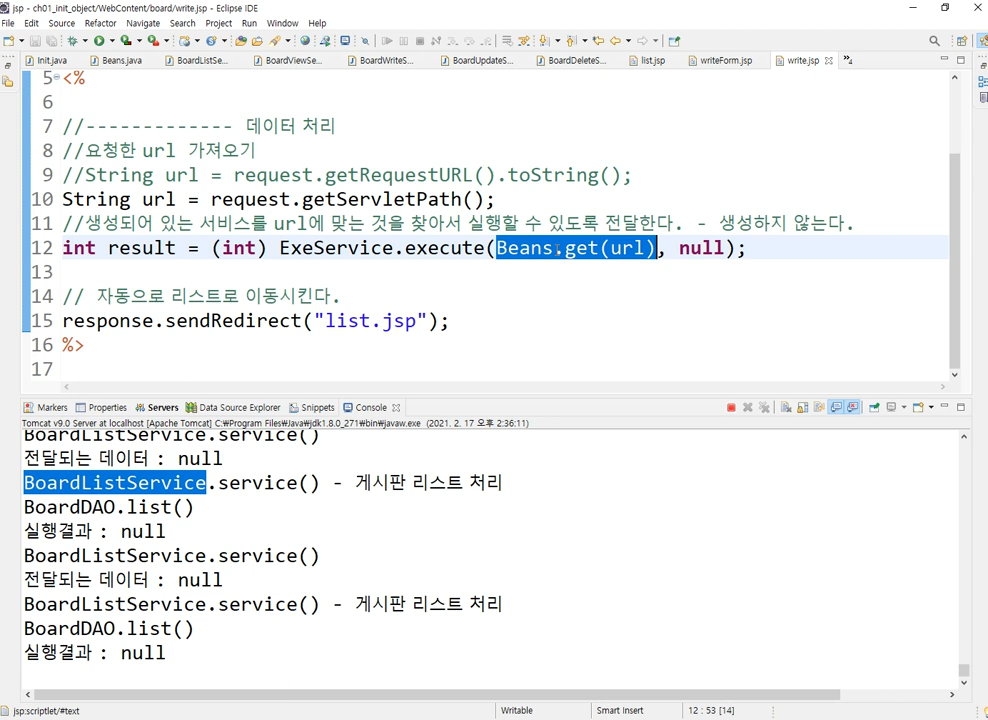 jsp - ch01_init_object/WebContent/board/write.jsp - Eclipse IDE
File Edit Source Refactor Navigate Search Project Run Window Help
Init.java Beans.java BoardListSe... BoardViewSe... BoardWriteS... BoardUpdateS... BoardDeleteS... list.jsp writeForm.jsp write.jsp
5 <%
6
7 //------------- 데이터 처리
8 //요청한 url 가져오기
9 //String url = request.getRequestURL().toString();
10 String url = request.getServletPath();
11 //생성되어 있는 서비스를 url에 맞는 것을 찾아서 실행할 수 있도록 전달한다. - 생성하지 않는다.
12 int result = (int) ExeService.execute(Beans.get(url), null);
13
14 // 자동으로 리스트로 이동시킨다.
15 response.sendRedirect("list.jsp");
16 %>
17
Markers Properties Servers Data Source Explorer Snippets Console
Tomcat v9.0 Server at localhost [Apache Tomcat] C:₩Program Files₩Java₩jdk1.8.0_271₩bin₩javaw.exe (2021. 2. 17 오후 2:36:11)
BoardListService.service()
전달되는 데이터 : null
BoardListService.service() - 게시판 리스트 처리
BoardDAO.list()
실행결과 : null
BoardListService.service()
전달되는 데이터 : null
BoardListService.service() - 게시판 리스트 처리
BoardDAO.list()
실행결과 : null
jsp:scriptlet/#text Writable Smart Insert 12 : 53 [14]